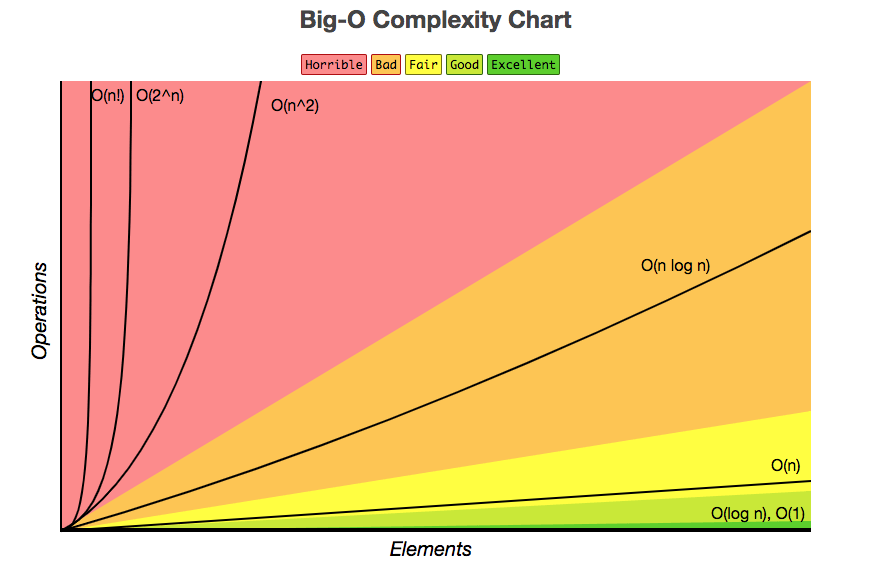 Big-O Complexity Chart
Horrible Bad Fair Good Excellent
O(n!) O(2^n)
O(n^2)
O(n log n)
O(n)
O(log n), O(1)
Operations
Elements